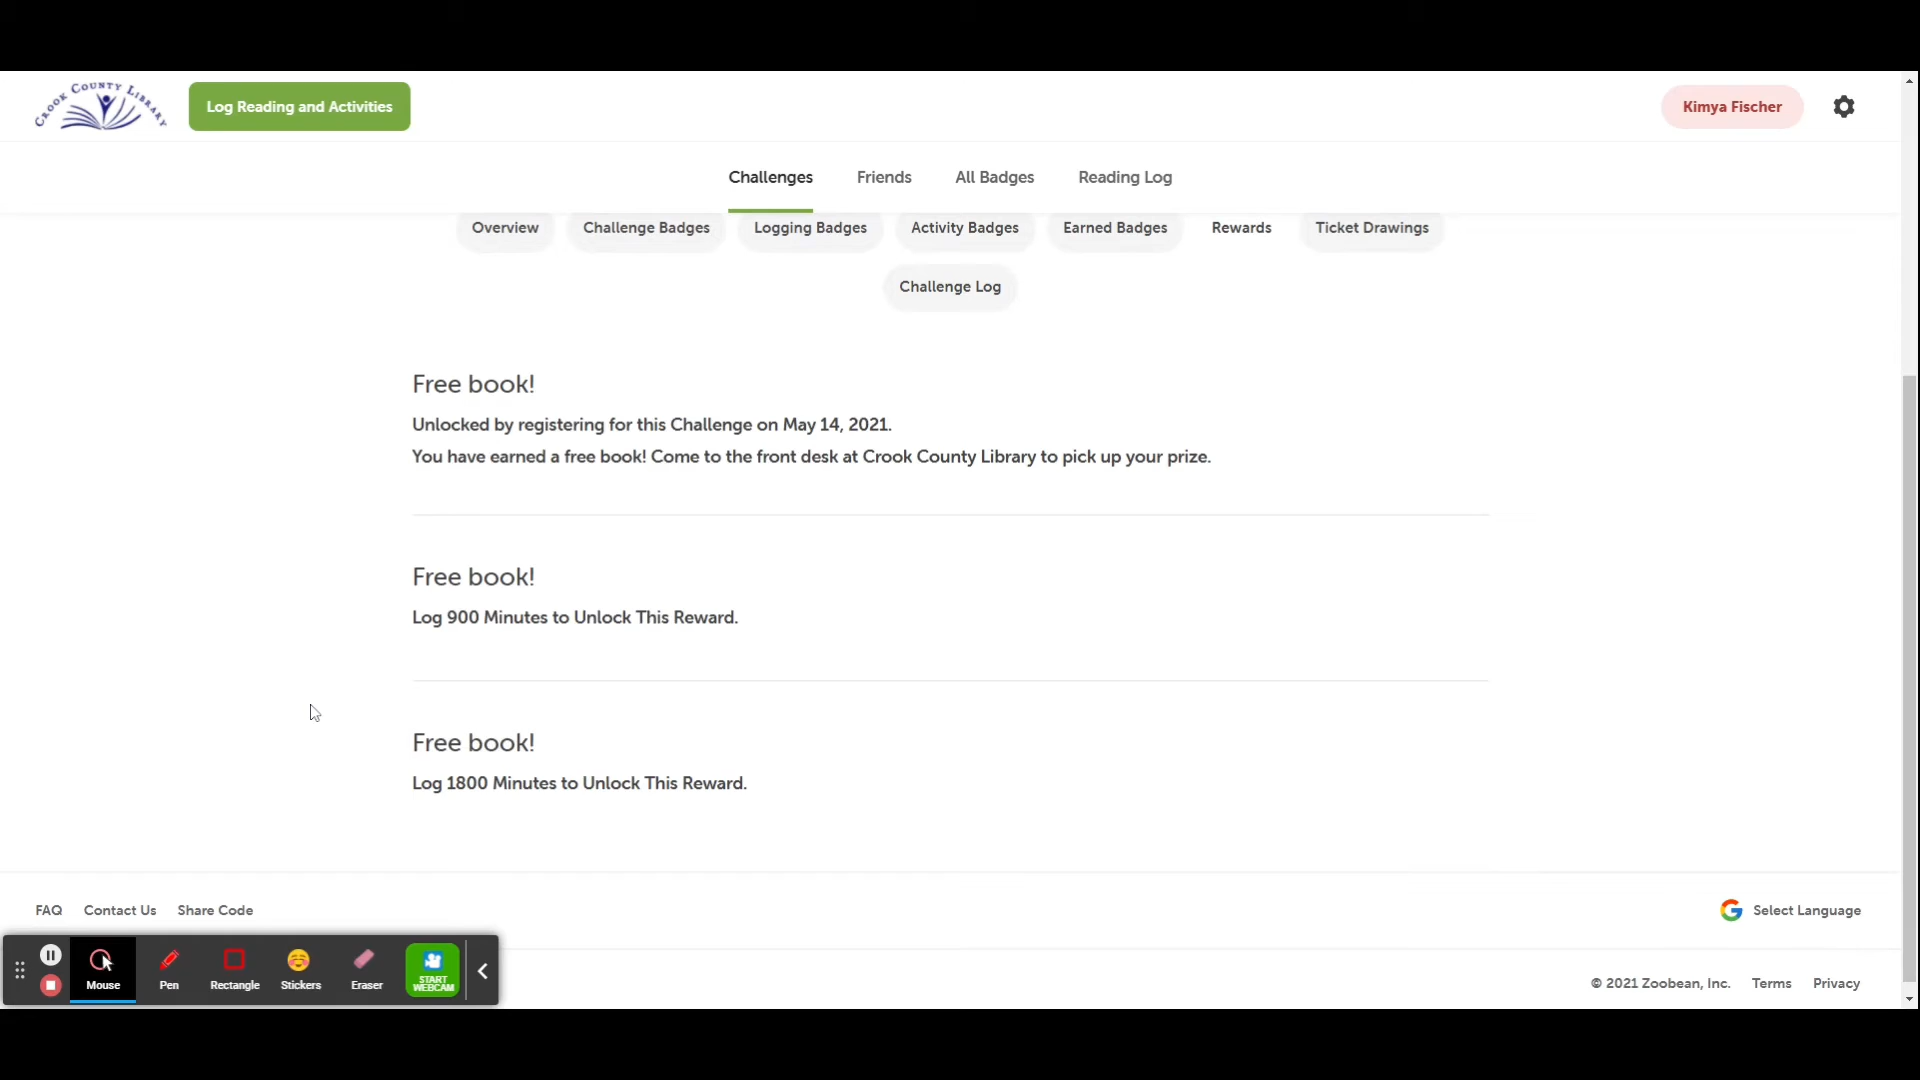 CROOK COUNTY LIBRARY
Log Reading and Activities
Kimya Fischer
Challenges Friends All Badges Reading Log
Overview Challenge Badges Logging Badges Activity Badges Earned Badges Rewards Ticket Drawings
Challenge Log
Free book!
Unlocked by registering for this Challenge on May 14, 2021.
You have earned a free book! Come to the front desk at Crook County Library to pick up your prize.
Free book!
Log 900 Minutes to Unlock This Reward.
Free book!
Log 1800 Minutes to Unlock This Reward.
FAQ Contact Us Share Code
Select Language
Mouse Pen Rectangle Stickers Eraser START WEBCAM
© 2021 Zoobean, Inc. Terms Privacy